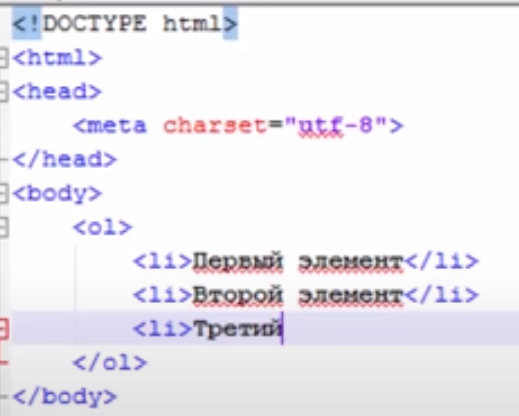 <!DOCTYPE html>
<html>
<head>
<meta charset="utf-8">
</head>
<body>
<ol>
<li>Первый элемент</li>
<li>Второй элемент</li>
<li>Третий
</ol>
</body>